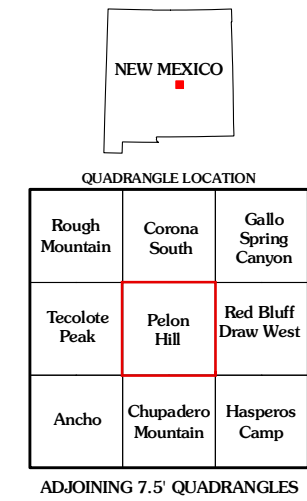 NEW MEXICO
QUADRANGLE LOCATION
Rough
Mountain
Corona
South
Gallo
Spring
Canyon
Tecolote
Peak
Pelon
Hill
Red Bluff
Draw West
Ancho
Chupadero
Mountain
Hasperos
Camp
ADJOINING 7.5' QUADRANGLES